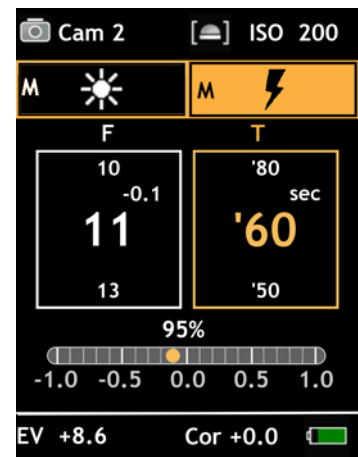 Cam 2 [ ] ISO 200
M M
F T
10 '80
-0.1 sec
11 '60
13 '50
95%
-1.0 -0.5 0.0 0.5 1.0
EV +8.6 Cor +0.0